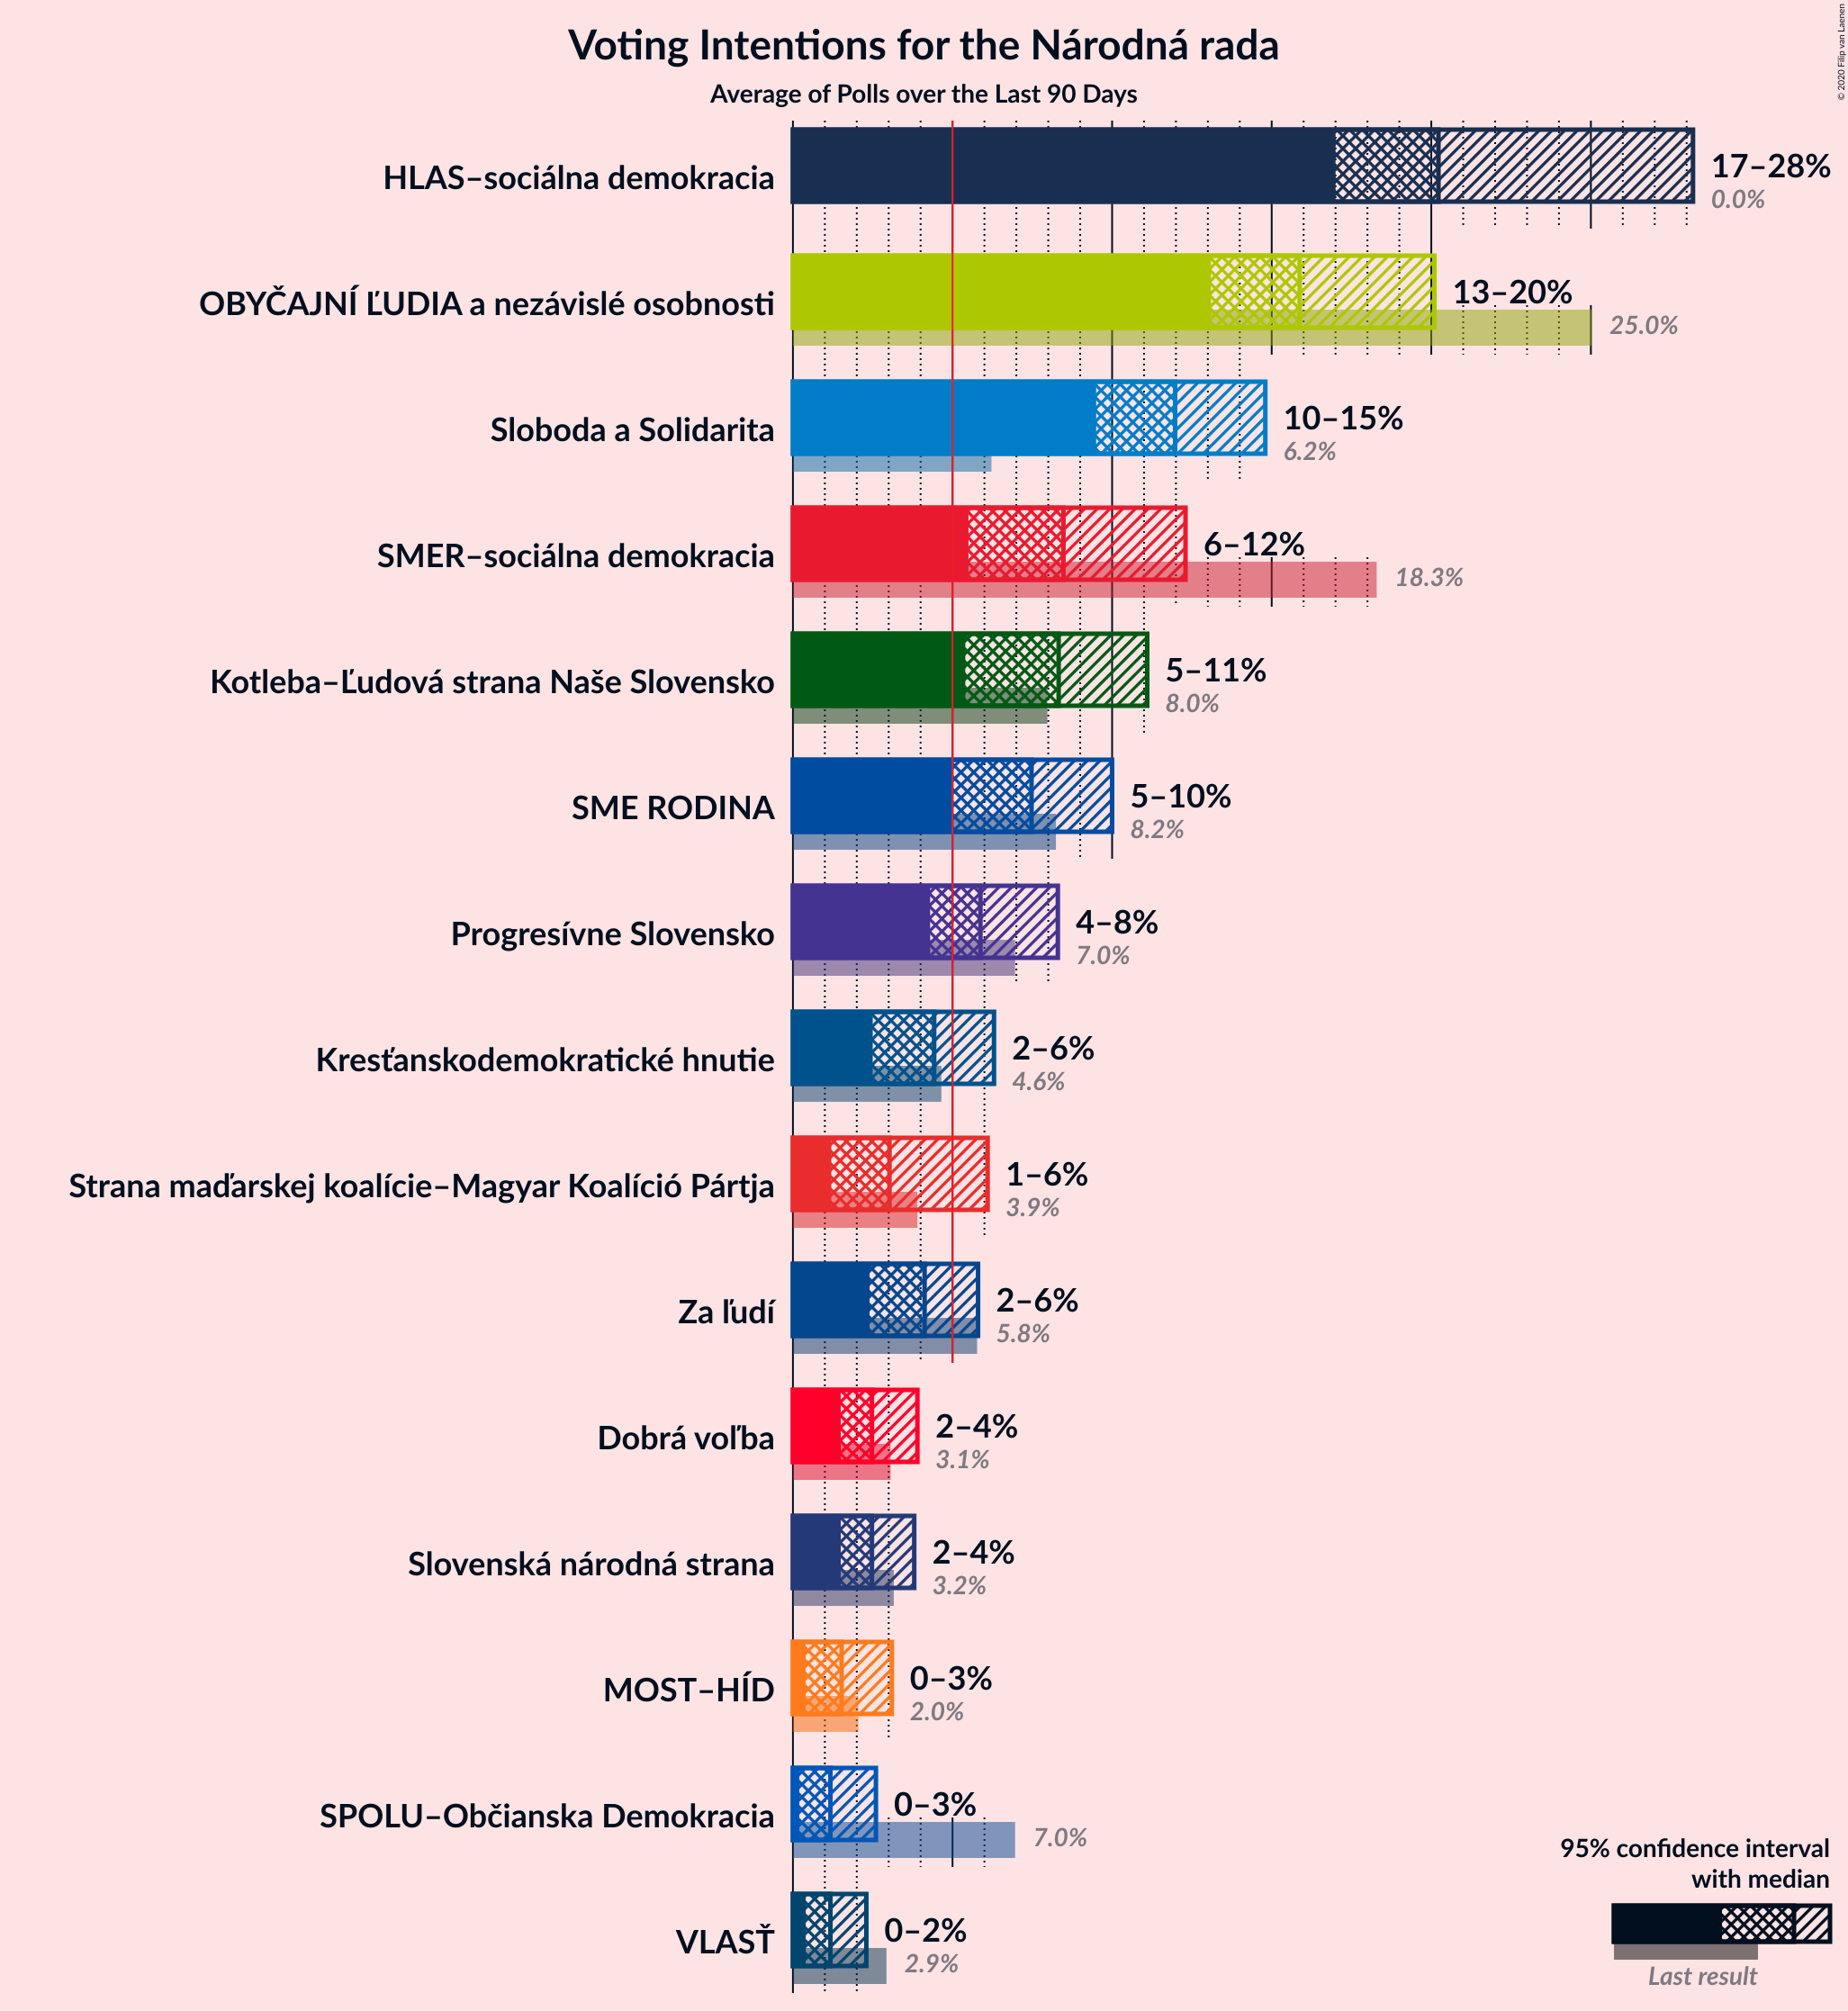 © 2020 Filip van Laenen
Voting Intentions for the Národná rada
Average of Polls over the Last 90 Days
HLAS–sociálna demokracia
17–28%
0.0%
OBYČAJNÍ ĽUDIA a nezávislé osobnosti
13–20%
25.0%
Sloboda a Solidarita
10–15%
6.2%
SMER–sociálna demokracia
6–12%
18.3%
Kotleba–Ľudová strana Naše Slovensko
5–11%
8.0%
SME RODINA
5–10%
8.2%
Progresívne Slovensko
4–8%
7.0%
Kresťanskodemokratické hnutie
2–6%
4.6%
Strana maďarskej koalície–Magyar Koalíció Pártja
1–6%
3.9%
Za ľudí
2–6%
5.8%
Dobrá voľba
2–4%
3.1%
Slovenská národná strana
2–4%
3.2%
MOST–HÍD
0–3%
2.0%
SPOLU–Občianska Demokracia
0–3%
7.0%
VLASŤ
0–2%
2.9%
95% confidence interval
with median
Last result